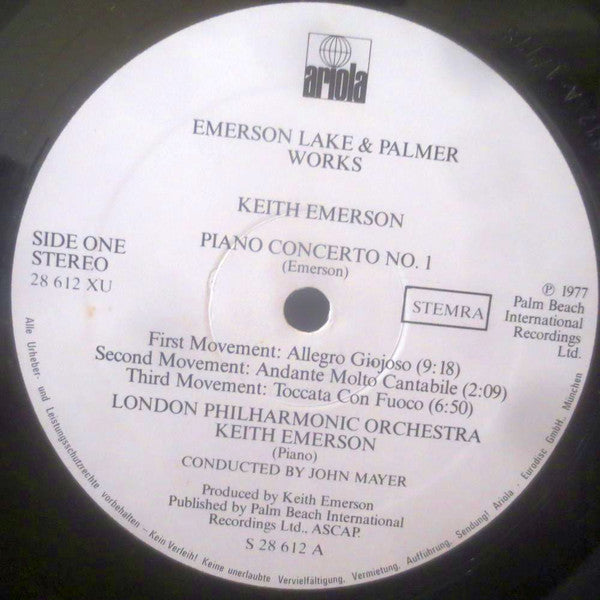 ariola
EMERSON LAKE & PALMER
WORKS
KEITH EMERSON
SIDE ONE
STEREO
28 612 XU
PIANO CONCERTO NO. 1
(Emerson)
STEMRA
℗ 1977
Palm Beach
International
Recordings
Ltd.
First Movement: Allegro Giojoso (9:18)
Second Movement: Andante Molto Cantabile (2:09)
Third Movement: Toccata Con Fuoco (6:50)
LONDON PHILHARMONIC ORCHESTRA
KEITH EMERSON
(Piano)
CONDUCTED BY JOHN MAYER
Produced by Keith Emerson
Published by Palm Beach International
Recordings Ltd., ASCAP.
S 28 612 A
Alle Urheber- und Leistungsschutzrechte vorbehalten – Kein Verleih! Keine unerlaubte Vervielfältigung, Vermietung, Aufführung, Sendung! Ariola - Eurodisc GmbH, München